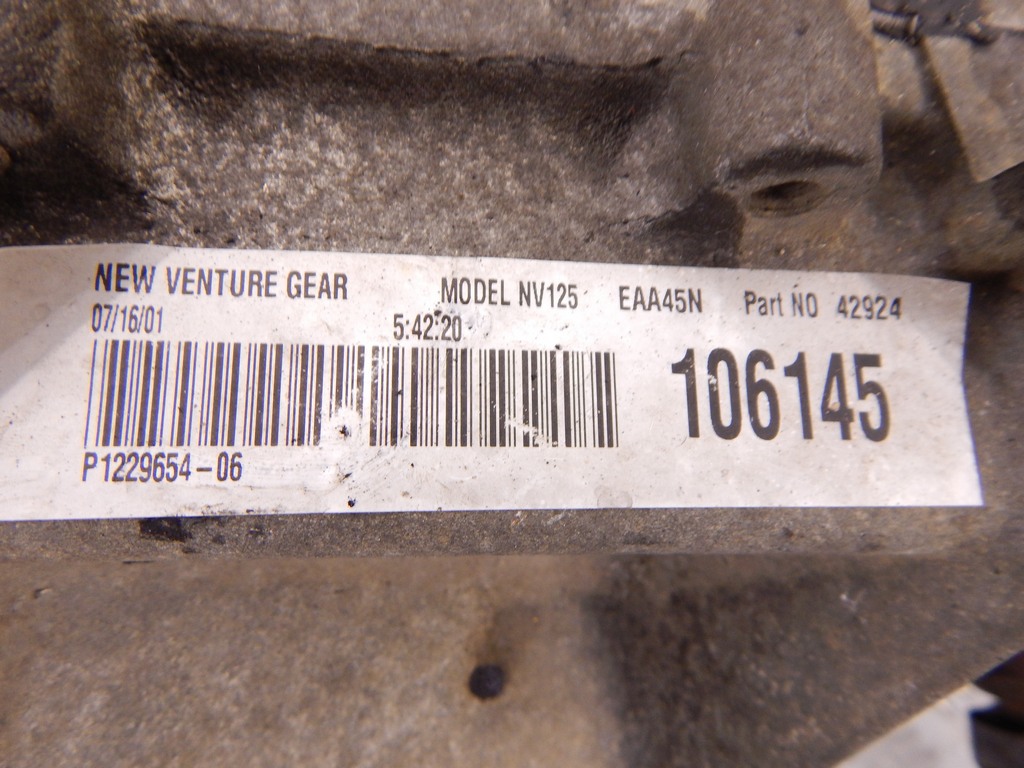 NEW VENTURE GEAR MODEL NV125 EAA45N Part NO 42924
07/16/01 5:42:20
106145
P1229654-06